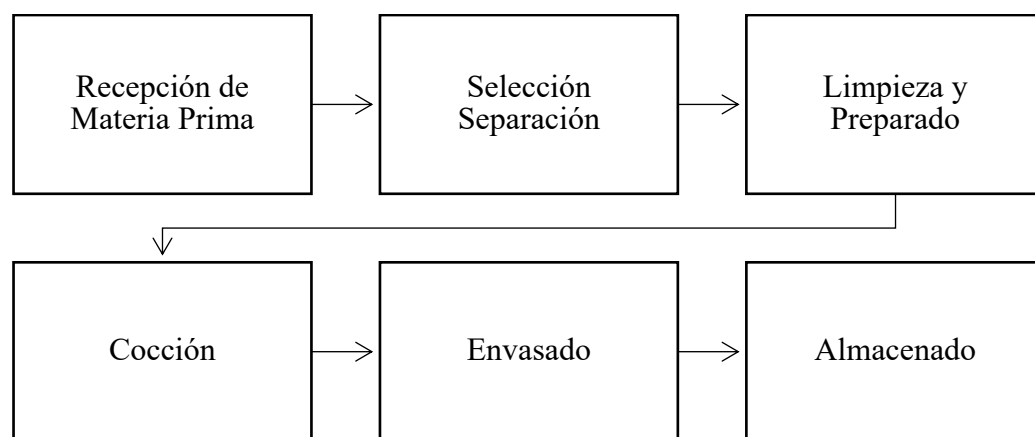 Recepción de
Materia Prima
Selección
Separación
Limpieza y
Preparado
Cocción
Envasado
Almacenado